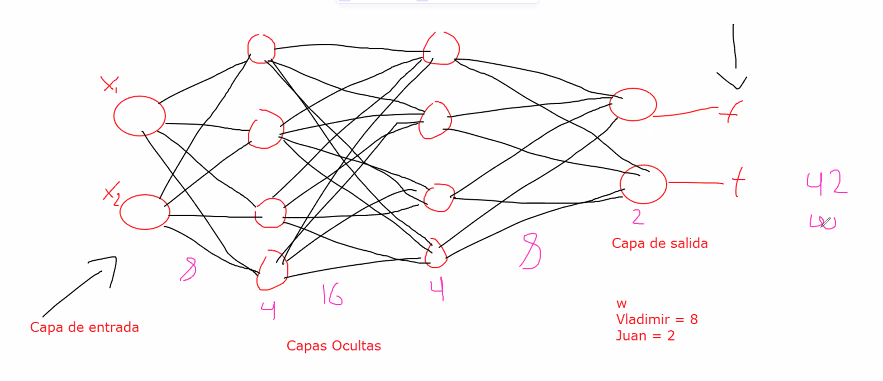 X₁
f
X₂
f
42
8
2
8
Capa de salida
4
16
4
Capa de entrada
Capas Ocultas
w
Vladimir = 8
Juan = 2